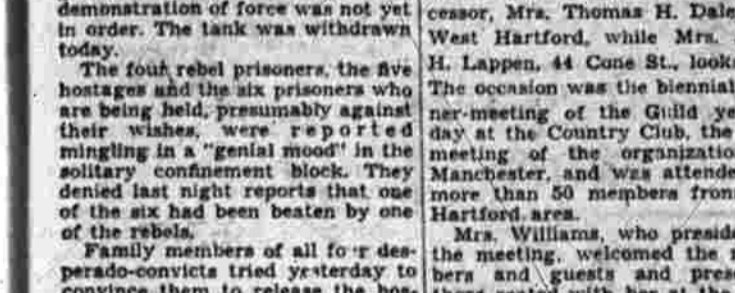 demonstration of force was not yet
in order. The tank was withdrawn
today.
The four rebel prisoners, the five
hostages and the six prisoners who
are being held, presumably against
their wishes, were reported
mingling in a "genial mood" in the
solitary confinement block. They
denied last night reports that one
of the six had been beaten by one
of the rebels.
Family members of all four des-
perado-convicts tried yesterday to
convince them to release the hos-
cessor, Mrs. Thomas H. Dale
West Hartford, while Mrs.
H. Lappen, 44 Cone St., look
The occasion was the biennial
ner-meeting of the Guild ye
day at the Country Club, the
meeting of the organizatio
Manchester, and was attende
more than 50 members from
Hartford area.
Mrs. Williams, who preside
the meeting, welcomed the
bers and guests and pres